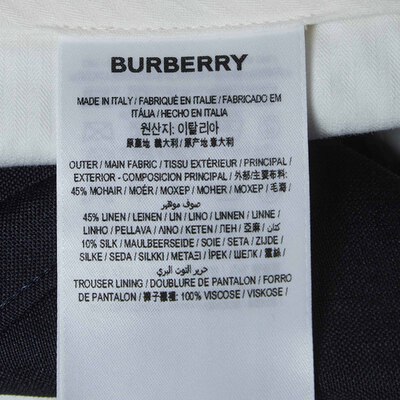 BURBERRY
MADE IN ITALY / FABRIQUÉ EN ITALIE / FABRICADO EM
ITÁLIA / HECHO EN ITALIA
원산지: 이탈리아
原産地 義大利 / 原产地 意大利
OUTER / MAIN FABRIC / TISSU EXTÉRIEUR / PRINCIPAL /
EXTERIOR - COMPOSICION PRINCIPAL / 外部/主要布料:
45% MOHAIR / MOÉR / MOXEP / MOHER / МОХЕР / 毛海 /
صوف موهير
45% LINEN / LEINEN / LIN / LINO / LINNEN / LINNE /
LINHO / PELLAVA / ΛΙΝΟ / KETEN / ЛЕН / 亞麻 / كتان /
10% SILK / MAULBEERSEIDE / SOIE / SETA / ZIJDE /
SILKE / SEDA / SILKKI / ΜΕΤΑΞΙ / İPEK / ШЕЛК / 蠶絲 /
حرير التوت البري
TROUSER LINING / DOUBLURE DE PANTALON / FORRO
DE PANTALON / 褲子襯裡: 100% VISCOSE / VISKOSE /